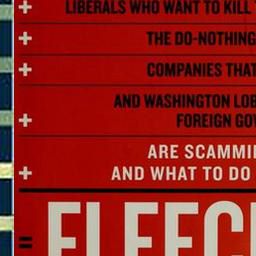 + LIBERALS WHO WANT TO KILL
+ THE DO-NOTHING
+ COMPANIES THAT
AND WASHINGTON LOB
+ FOREIGN GOV
ARE SCAMMI
+ AND WHAT TO DO
= FLEEC